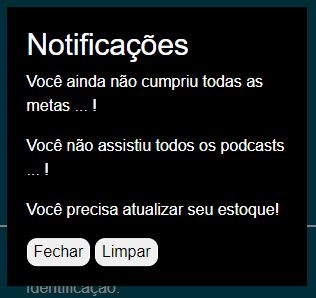 Notificações
Você ainda não cumpriu todas as
metas ... !
Você não assistiu todos os podcasts
... !
Você precisa atualizar seu estoque!
Fechar Limpar
Identificação: